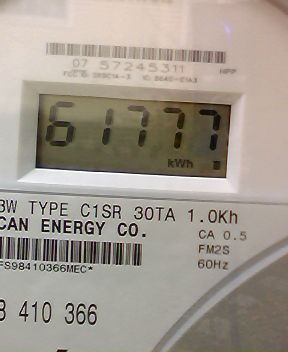 07 57245311 HPP
61777
kWh
3W TYPE C1SR 30TA 1.0Kh
CAN ENERGY CO.
CA 0.5
FM2S
FS98410366MEC*
60Hz
410 366